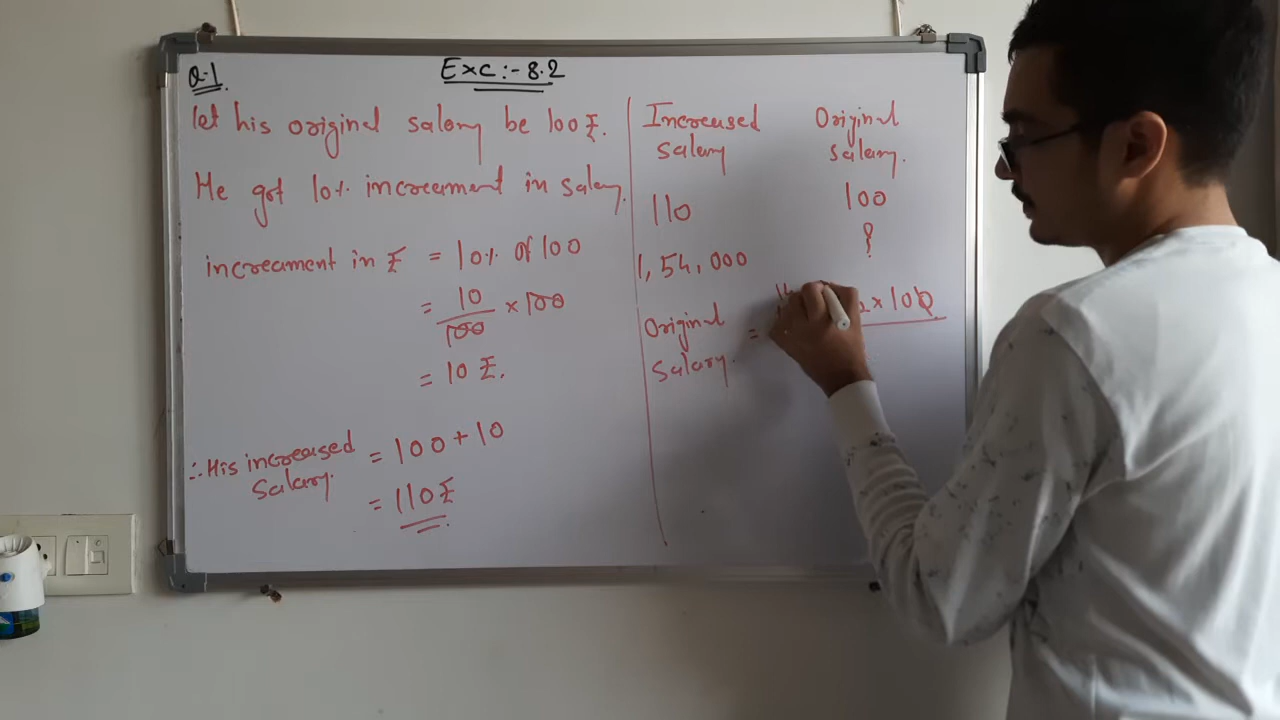 Q.1.
Exc:- 8.2
let his original salary be 100 ₹.
He got 10% increament in salary.
increament in ₹ = 10% of 100
= 10/100 × 100
= 10 ₹.
∴ His increased salary. = 100 + 10
= 110 ₹
Increased salary
Original salary.
110
100
1,54,000
?
Original salary. =
× 100